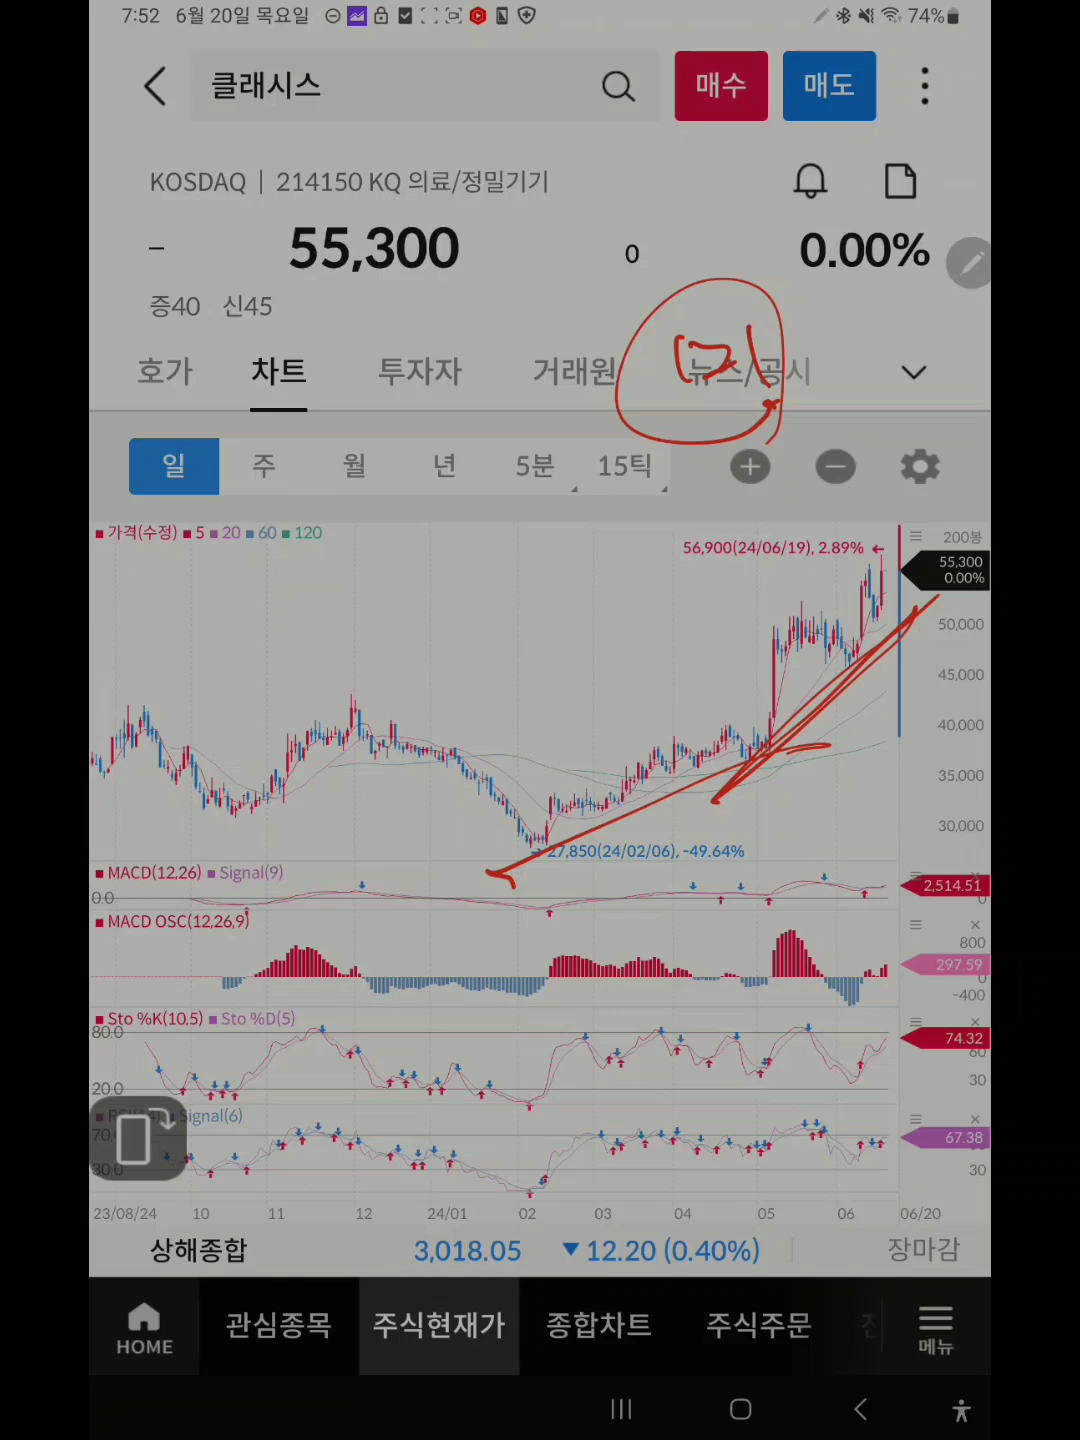 7:52 6월 20일 목요일 74%
클래시스 매수 매도
KOSDAQ | 214150 KQ 의료/정밀기기
55,300 0 0.00%
증40 신45
호가 차트 투자자 거래원 뉴스/공시
일 주 월 년 5분 15틱
가격(수정) 5 20 60 120
200봉
56,900(24/06/19), 2.89%
55,300
0.00%
50,000
45,000
40,000
35,000
30,000
27,850(24/02/06), -49.64%
MACD(12,26) Signal(9)
2,514.51
0.0 0
MACD OSC(12,26,9)
800
297.59
0
-400
Sto %K(10,5) Sto %D(5)
80.0
74.32
60
30
20.0
Signal(6)
70.0
67.38
30.0 30
23/08/24 10 11 12 24/01 02 03 04 05 06 06/20
상해종합 3,018.05 ▼ 12.20 (0.40%) 장마감
HOME 관심종목 주식현재가 종합차트 주식주문 메뉴